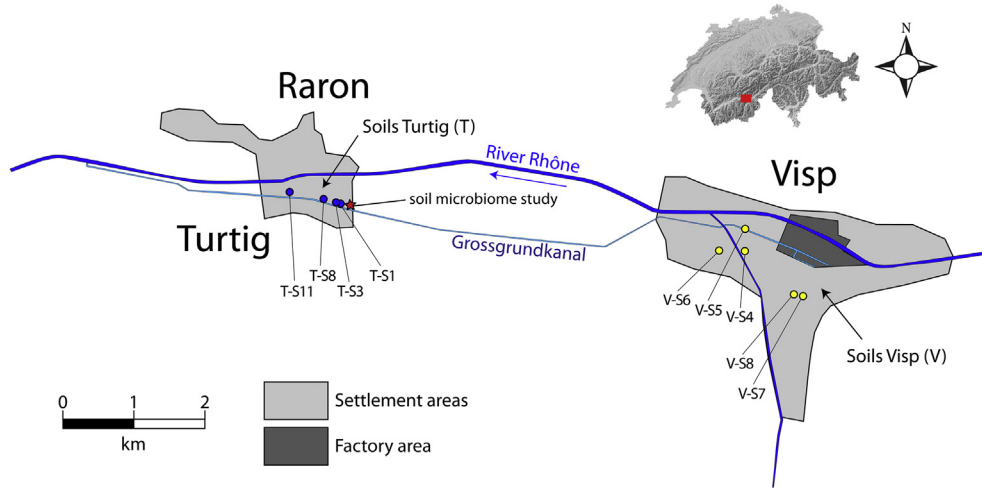 N
Raron
Soils Turtig (T)
River Rhône
Visp
soil microbiome study
Turtig
Grossgrundkanal
T-S1
T-S8
T-S3
T-S11
V-S6
V-S5
V-S4
V-S8
Soils Visp (V)
V-S7
0 1 2
km
Settlement areas
Factory area